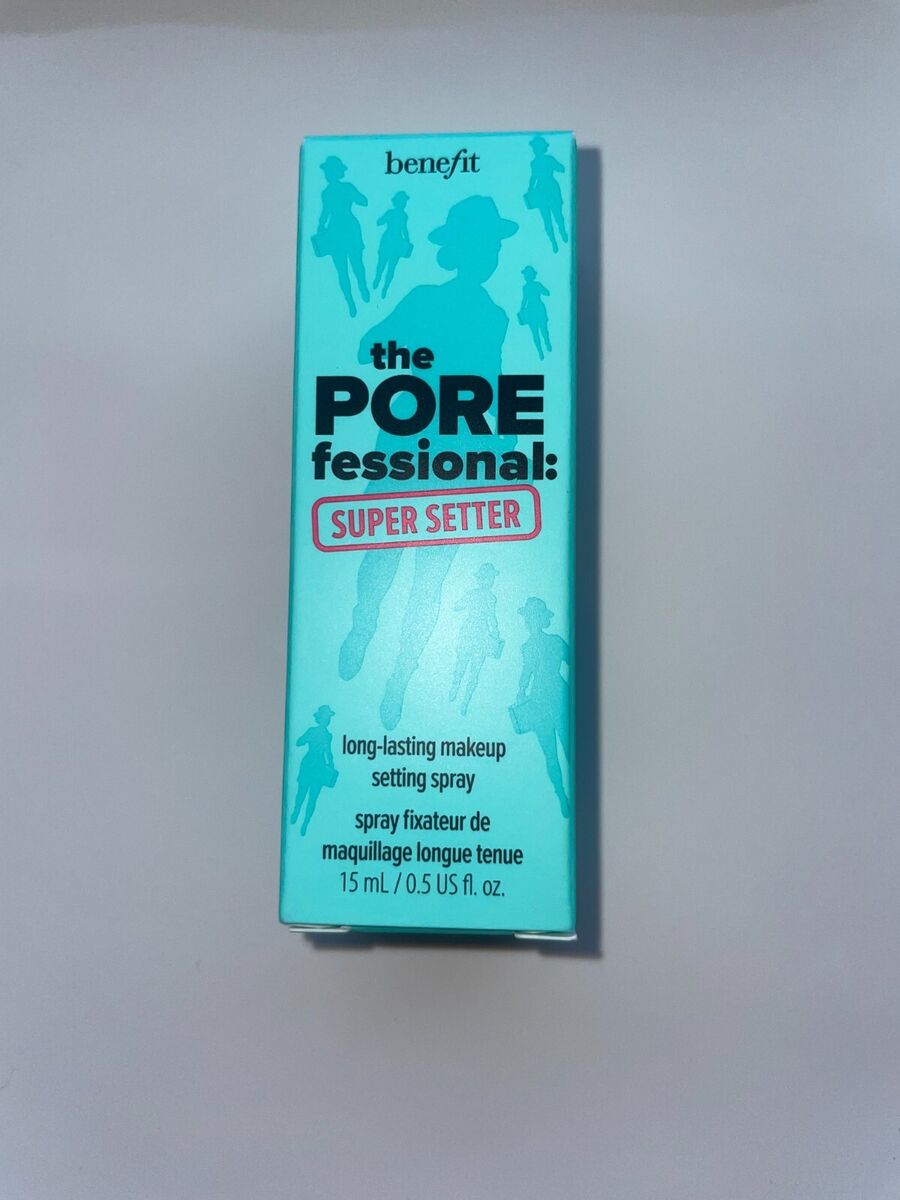 benefit
the
PORE
fessional:
SUPER SETTER
long-lasting makeup
setting spray
spray fixateur de
maquillage longue tenue
15 mL / 0.5 US fl. oz.